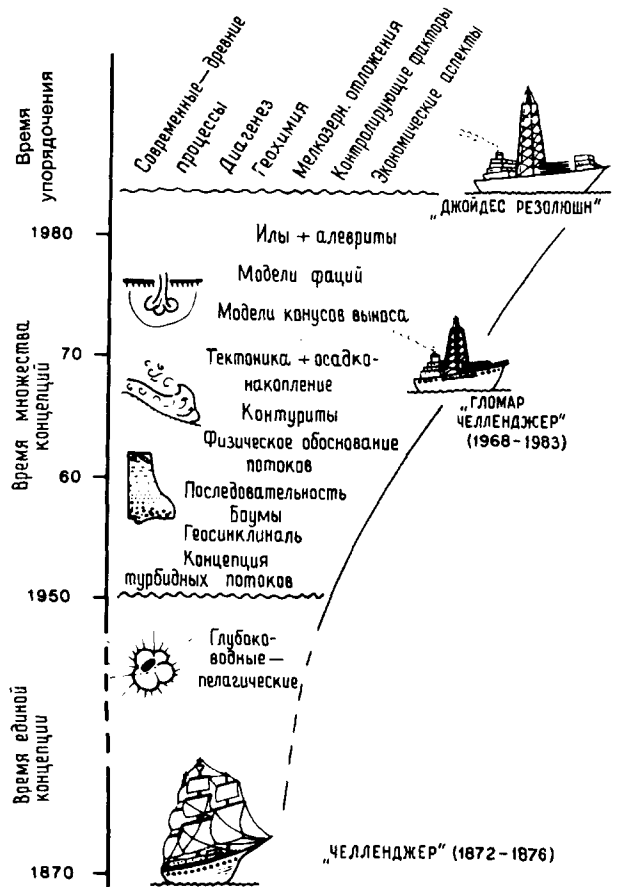 Современные—древние
процессы
Диагенез
Геохимия
Мелкозерн. отложения
Контролирующие факторы
Экономические аспекты
Время
упорядочения
„ДЖОЙДЕС РЕЗОЛЮШН"
1980
Илы + алевриты
Модели фаций
Модели конусов выноса
70
Время множества
концепций
Тектоника + осадко-
накопление
Контуриты
„ГЛОМАР
ЧЕЛЛЕНДЖЕР"
(1968-1983)
Физическое обоснование
потоков
60
Последовательность
Боумы
Геосинклиналь
Концепция
турбидных потоков
1950
Глубоко-
водные—
пелагические
Время единой
концепции
„ЧЕЛЛЕНДЖЕР" (1872-1876)
1870